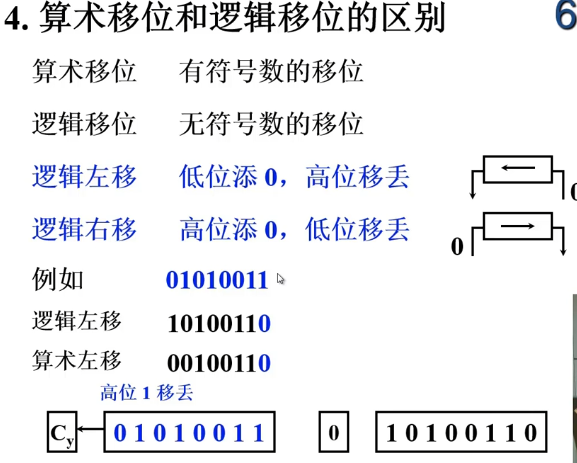 4. 算术移位和逻辑移位的区别 6
算术移位 有符号数的移位
逻辑移位 无符号数的移位
逻辑左移 低位添 0，高位移丢 0
逻辑右移 高位添 0，低位移丢 0
例如 01010011
逻辑左移 10100110
算术左移 00100110
高位 1 移丢
Cy 0 1 0 1 0 0 1 1 0 1 0 1 0 0 1 1 0